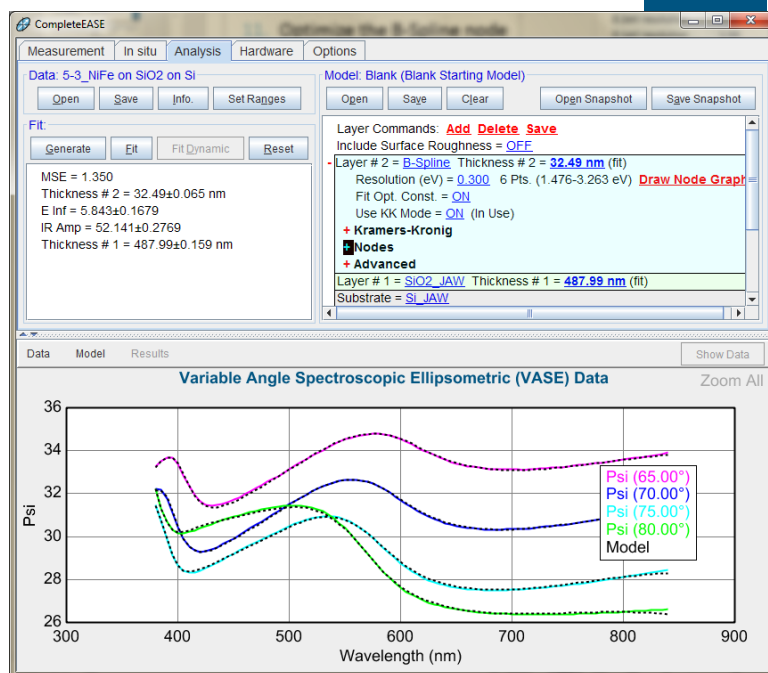 11. Optimize the B-Spline node
CompleteEASE
Measurement In situ Analysis Hardware Options
Data: 5-3_NiFe on SiO2 on Si
Open Save Info. Set Ranges
Fit:
Generate Fit Fit Dynamic Reset
MSE = 1.350
Thickness # 2 = 32.49±0.065 nm
E Inf = 5.843±0.1679
IR Amp = 52.141±0.2769
Thickness # 1 = 487.99±0.159 nm
Model: Blank (Blank Starting Model)
Open Save Clear Open Snapshot Save Snapshot
Layer Commands: Add Delete Save
Include Surface Roughness = OFF
- Layer # 2 = B-Spline Thickness # 2 = 32.49 nm (fit)
Resolution (eV) = 0.300 6 Pts. (1.476-3.263 eV) Draw Node Graph
Fit Opt. Const. = ON
Use KK Mode = ON (In Use)
+ Kramers-Kronig
+ Nodes
+ Advanced
Layer # 1 = SiO2_JAW Thickness # 1 = 487.99 nm (fit)
Substrate = Si_JAW
Data Model Results Show Data
Variable Angle Spectroscopic Ellipsometric (VASE) Data
Zoom All
36
34
32
30
28
26
Psi
Psi (65.00°)
Psi (70.00°)
Psi (75.00°)
Psi (80.00°)
Model
300 400 500 600 700 800 900
Wavelength (nm)